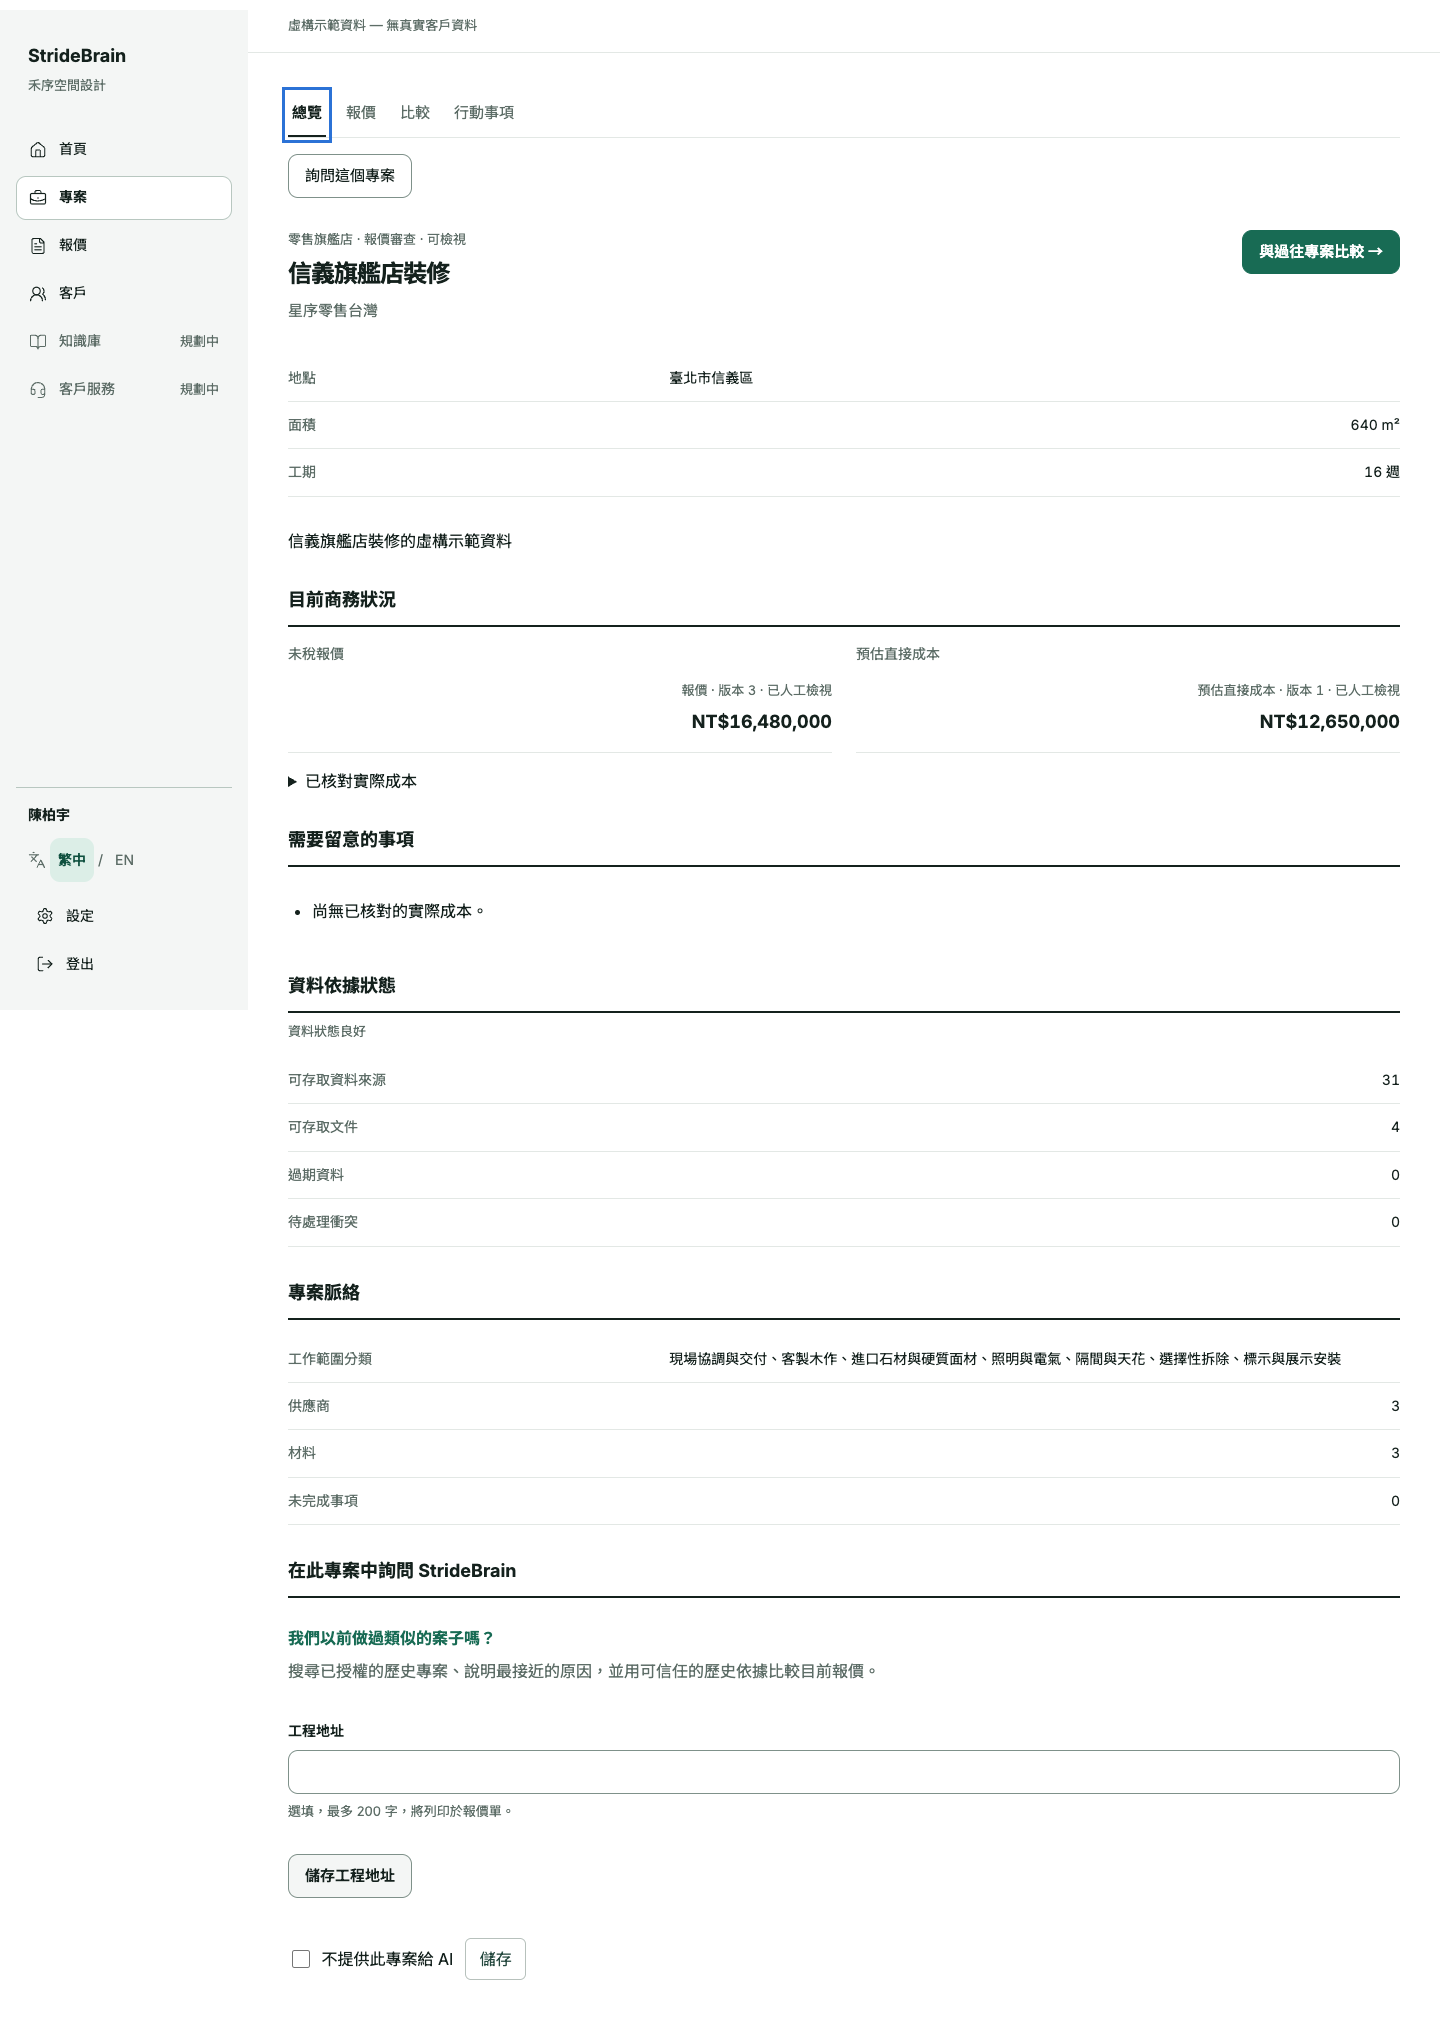 StrideBrain
禾序空間設計
首頁
專案
報價
客戶
知識庫 規劃中
客戶服務 規劃中
陳柏宇
繁中 / EN
設定
登出
虛構示範資料 — 無真實客戶資料
總覽 報價 比較 行動事項
詢問這個專案
零售旗艦店 · 報價審查 · 可檢視
信義旗艦店裝修
星序零售台灣
與過往專案比較 →
地點 臺北市信義區
面積 640 m²
工期 16 週
信義旗艦店裝修的虛構示範資料
目前商務狀況
未稅報價
報價 · 版本 3 · 已人工檢視
NT$16,480,000
預估直接成本
預估直接成本 · 版本 1 · 已人工檢視
NT$12,650,000
已核對實際成本
需要留意的事項
尚無已核對的實際成本。
資料依據狀態
資料狀態良好
可存取資料來源 31
可存取文件 4
過期資料 0
待處理衝突 0
專案脈絡
工作範圍分類 現場協調與交付、客製木作、進口石材與硬質面材、照明與電氣、隔間與天花、選擇性拆除、標示與展示安裝
供應商 3
材料 3
未完成事項 0
在此專案中詢問 StrideBrain
我們以前做過類似的案子嗎？
搜尋已授權的歷史專案、說明最接近的原因，並用可信任的歷史依據比較目前報價。
工程地址
選填，最多 200 字，將列印於報價單。
儲存工程地址
不提供此專案給 AI 儲存